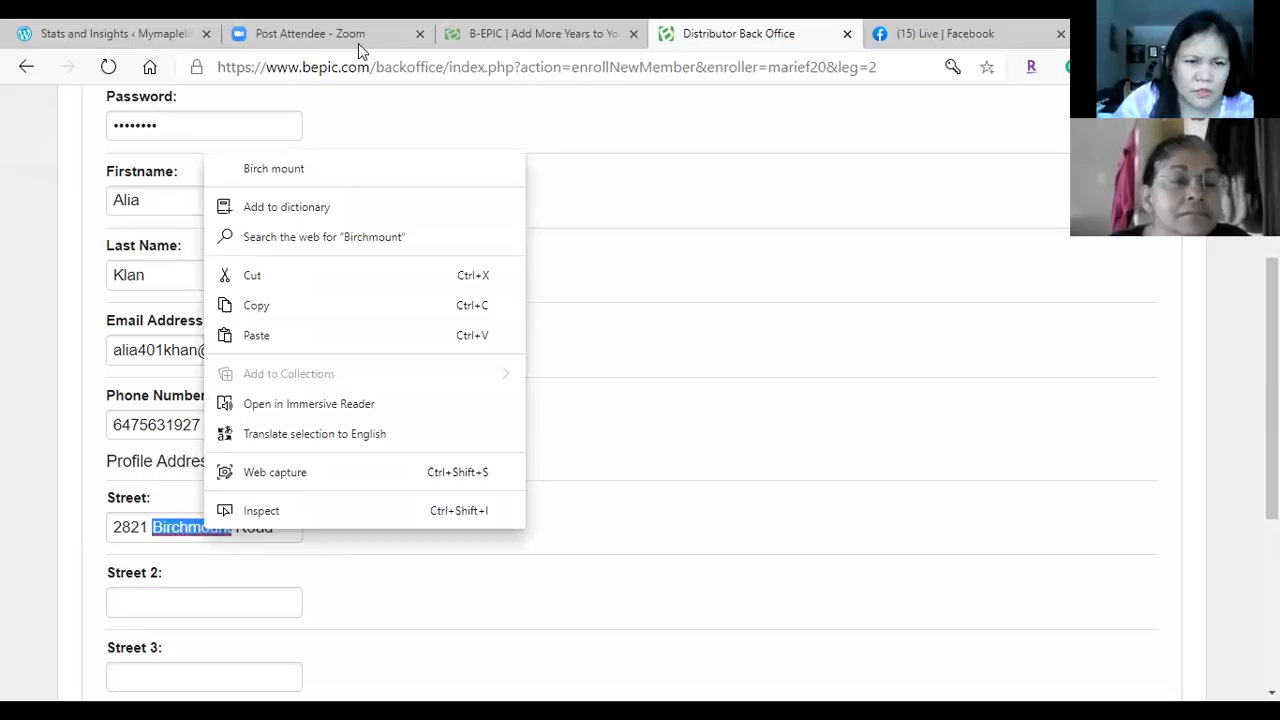 Stats and Insights ‹ Mymaplela
Post Attendee - Zoom
B-EPIC | Add More Years to Yo
Distributor Back Office
(15) Live | Facebook
https://www.bepic.com/backoffice/index.php?action=enrollNewMember&enroller=marief20&leg=2
Password:
••••••••
Firstname:
Alia
Last Name:
Klan
Email Address
alia401khan@
Phone Number
6475631927
Profile Addres
Street:
2821 Birchmount Road
Street 2:
Street 3:
Birch mount
Add to dictionary
Search the web for "Birchmount"
Cut Ctrl+X
Copy Ctrl+C
Paste Ctrl+V
Add to Collections
Open in Immersive Reader
Translate selection to English
Web capture Ctrl+Shift+S
Inspect Ctrl+Shift+I